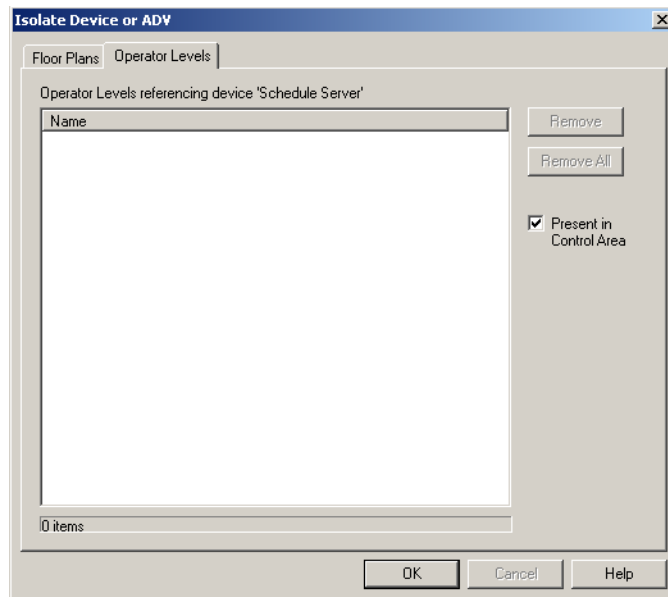 Isolate Device or ADV
Floor Plans
Operator Levels
Operator Levels referencing device 'Schedule Server'
Name
Remove
Remove All
Present in
Control Area
0 items
OK
Cancel
Help